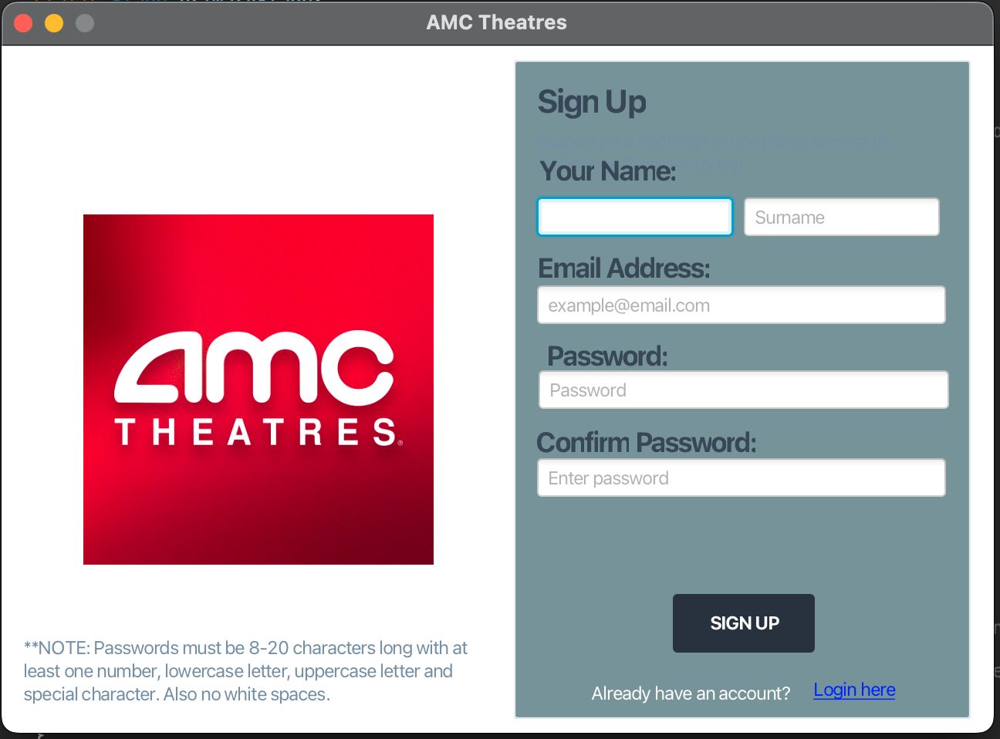 AMC Theatres
Sign Up
Keep all your bookings in one place, sign up to
today!
Your Name:
Surname
Email Address:
example@email.com
Password:
Password
Confirm Password:
Enter password
SIGN UP
Already have an account? Login here
amc
THEATRES®
**NOTE: Passwords must be 8-20 characters long with at
least one number, lowercase letter, uppercase letter and
special character. Also no white spaces.